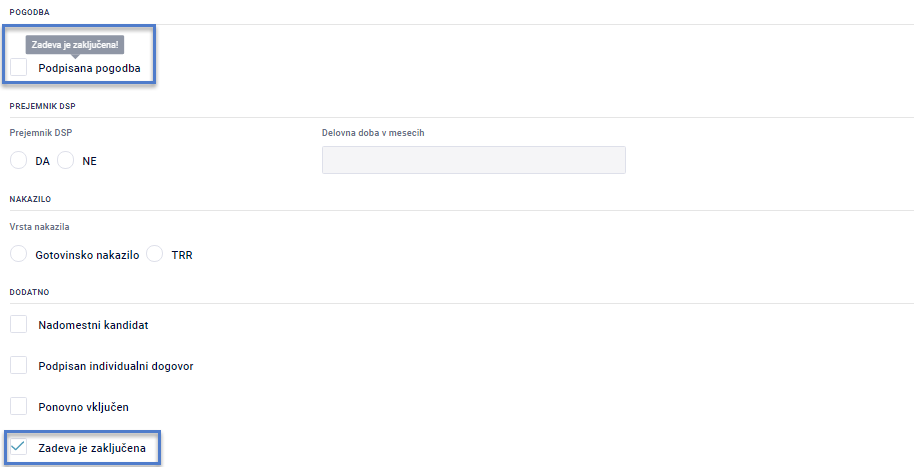 POGODBA
Zadeva je zaključena!
Podpisana pogodba
PREJEMNIK DSP
Prejemnik DSP
Delovna doba v mesecih
DA NE
NAKAZILO
Vrsta nakazila
Gotovinsko nakazilo TRR
DODATNO
Nadomestni kandidat
Podpisan individualni dogovor
Ponovno vključen
Zadeva je zaključena